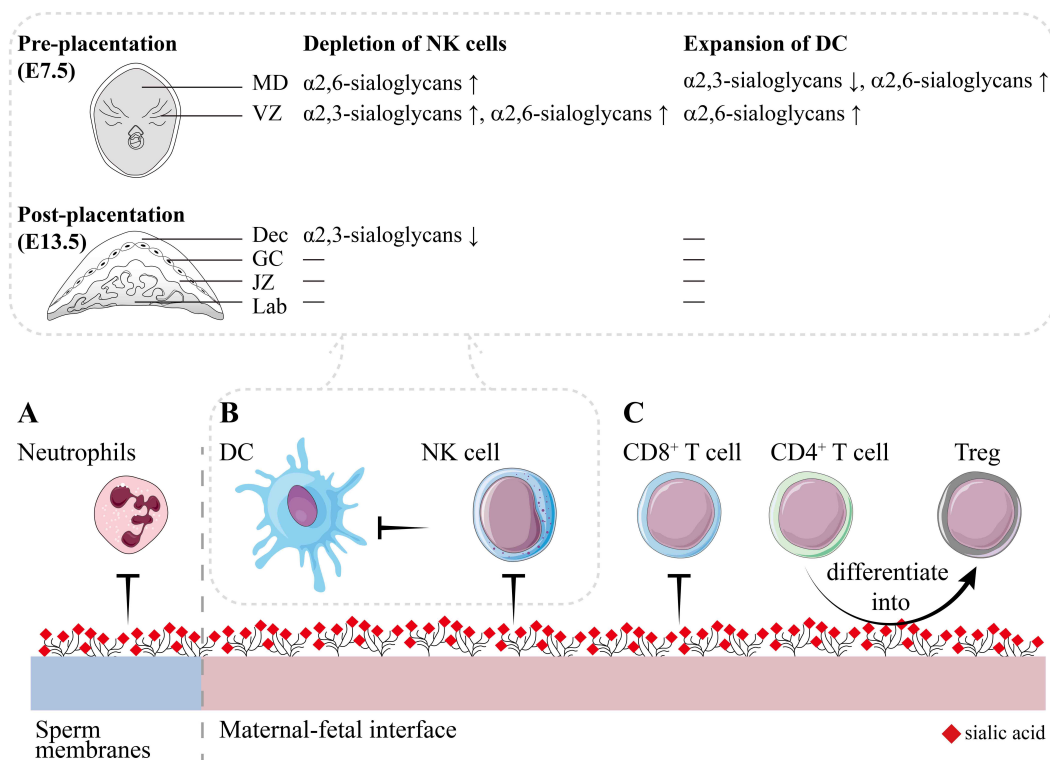 Pre-placentation
(E7.5)
Depletion of NK cells
Expansion of DC
MD
α2,6-sialoglycans ↑
α2,3-sialoglycans ↓, α2,6-sialoglycans ↑
VZ
α2,3-sialoglycans ↑, α2,6-sialoglycans ↑
α2,6-sialoglycans ↑
Post-placentation
(E13.5)
Dec
α2,3-sialoglycans ↓
—
GC
—
—
JZ
—
—
Lab
—
—
A
Neutrophils
B
DC
NK cell
C
CD8⁺ T cell
CD4⁺ T cell
Treg
differentiate
into
Sperm
membranes
Maternal-fetal interface
sialic acid